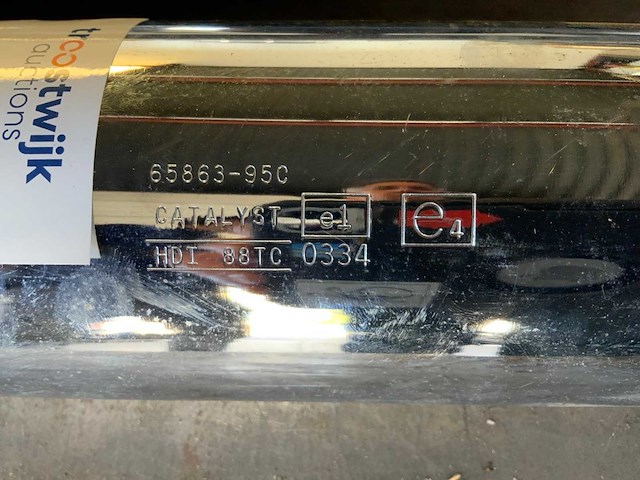 troostwijk
auctions
65863-95C
CATALYST e1 e4
HDI 88TC 0334